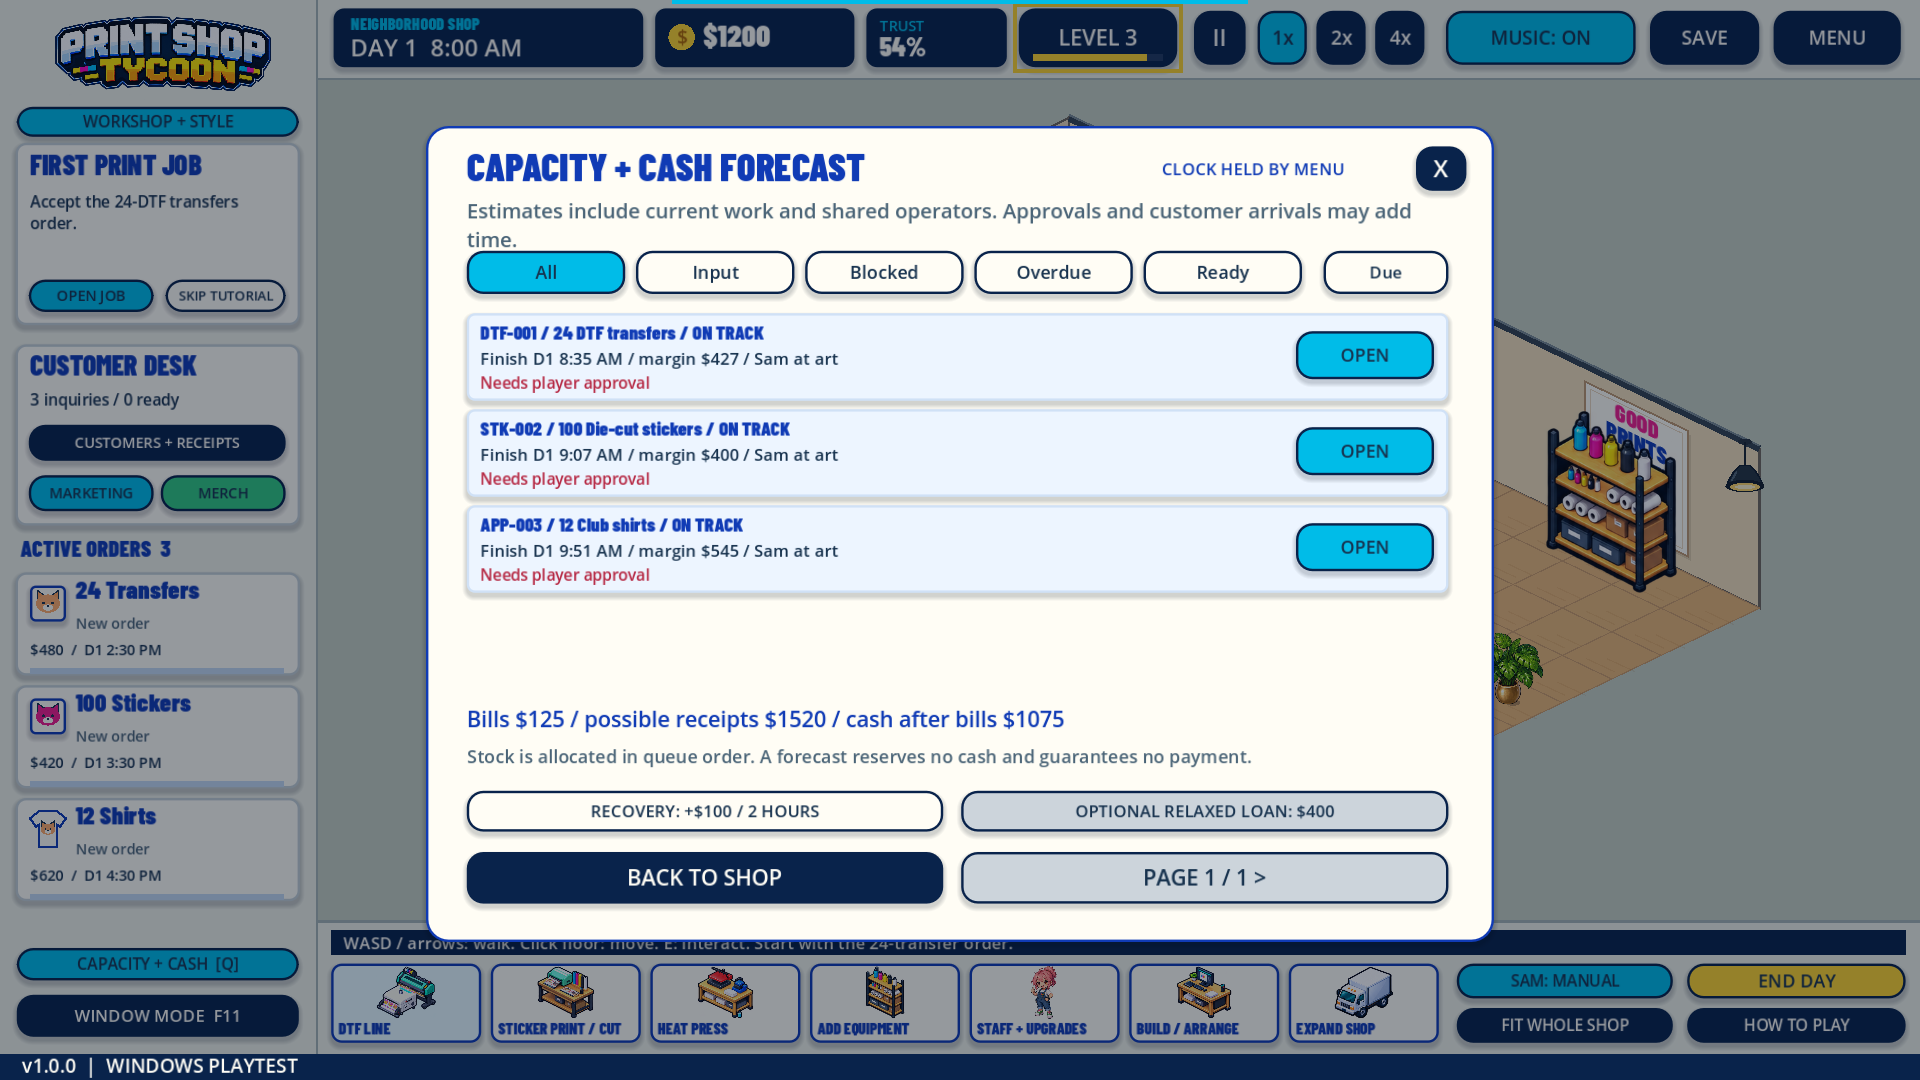 PRINT SHOP
TYCOON
NEIGHBORHOOD SHOP
DAY 1 8:00 AM
$ $1200
TRUST
54%
LEVEL 3
II
1x
2x
4x
MUSIC: ON
SAVE
MENU
WORKSHOP + STYLE
FIRST PRINT JOB
Accept the 24-DTF transfers
order.
OPEN JOB
SKIP TUTORIAL
CUSTOMER DESK
3 inquiries / 0 ready
CUSTOMERS + RECEIPTS
MARKETING
MERCH
ACTIVE ORDERS 3
24 Transfers
New order
$480 / D1 2:30 PM
100 Stickers
New order
$420 / D1 3:30 PM
12 Shirts
New order
$620 / D1 4:30 PM
CAPACITY + CASH [Q]
WINDOW MODE F11
CAPACITY + CASH FORECAST
CLOCK HELD BY MENU
X
Estimates include current work and shared operators. Approvals and customer arrivals may add
time.
All
Input
Blocked
Overdue
Ready
Due
DTF-001 / 24 DTF transfers / ON TRACK
Finish D1 8:35 AM / margin $427 / Sam at art
Needs player approval
OPEN
STK-002 / 100 Die-cut stickers / ON TRACK
Finish D1 9:07 AM / margin $400 / Sam at art
Needs player approval
OPEN
APP-003 / 12 Club shirts / ON TRACK
Finish D1 9:51 AM / margin $545 / Sam at art
Needs player approval
OPEN
Bills $125 / possible receipts $1520 / cash after bills $1075
Stock is allocated in queue order. A forecast reserves no cash and guarantees no payment.
RECOVERY: +$100 / 2 HOURS
OPTIONAL RELAXED LOAN: $400
BACK TO SHOP
PAGE 1 / 1 >
GOOD
PRINTS
WASD / arrows: walk. Click floor: move. E: interact. Start with the 24-transfer order.
DTF LINE
STICKER PRINT / CUT
HEAT PRESS
ADD EQUIPMENT
STAFF + UPGRADES
BUILD / ARRANGE
EXPAND SHOP
SAM: MANUAL
END DAY
FIT WHOLE SHOP
HOW TO PLAY
v1.0.0 | WINDOWS PLAYTEST